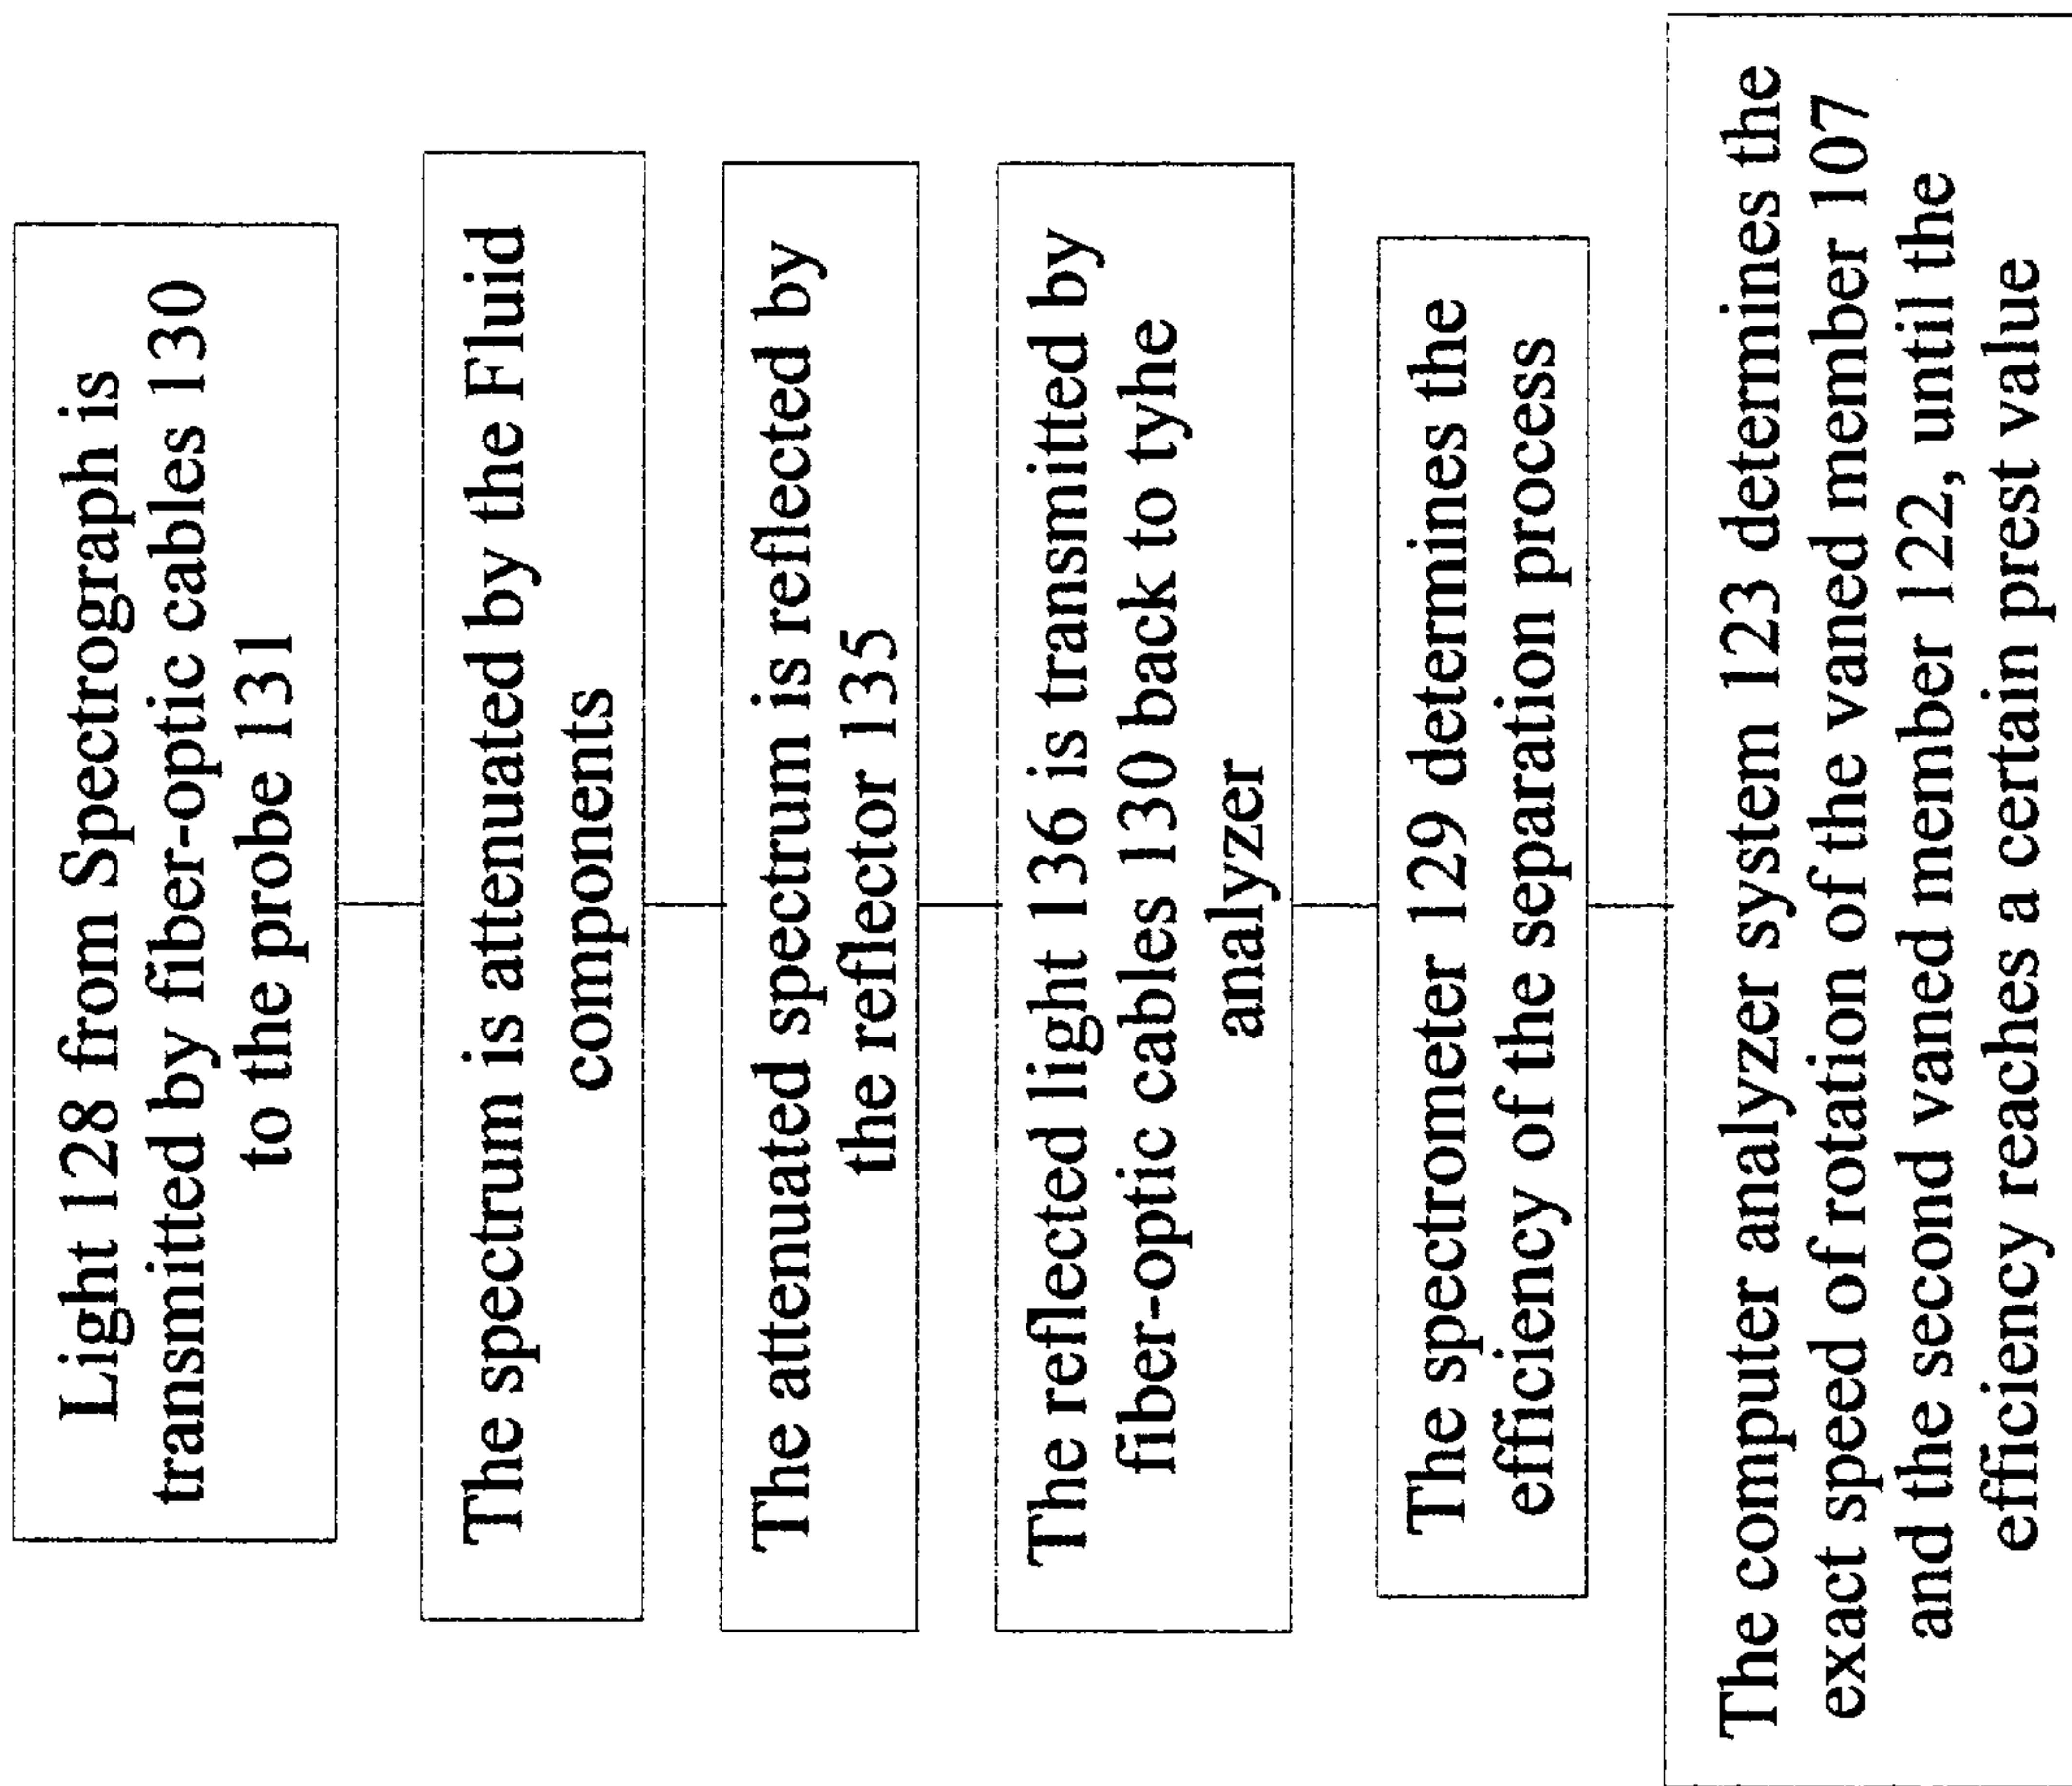 Light 128 from Spectrograph is
transmitted by fiber-optic cables 130
to the probe 131
The spectrum is attenuated by the Fluid
components
The attenuated spectrum is reflected by
the reflector 135
The reflected light 136 is transmitted by
fiber-optic cables 130 back to tyhe
analyzer
The spectrometer 129 determines the
efficiency of the separation process
The computer analyzer system 123 determines the
exact speed of rotation of the vaned member 107
and the second vaned member 122, until the
efficiency reaches a certain prest value